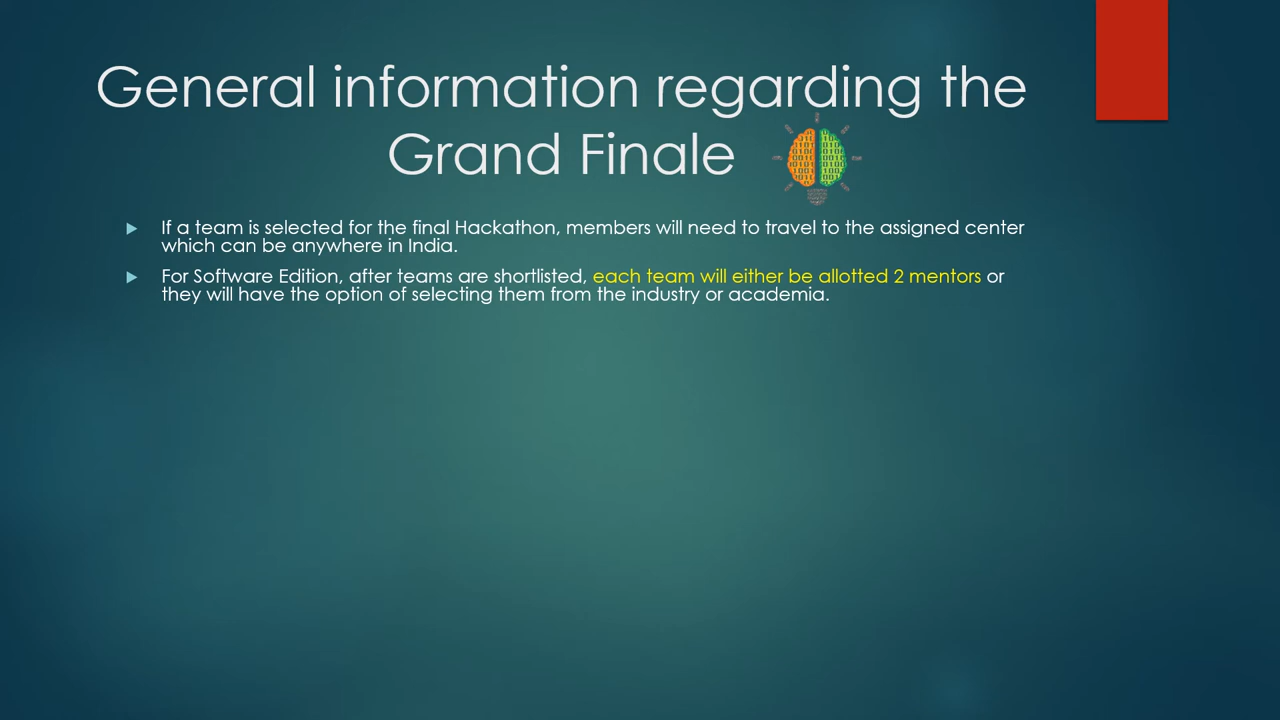 General information regarding the
Grand Finale
If a team is selected for the final Hackathon, members will need to travel to the assigned center
which can be anywhere in India.
For Software Edition, after teams are shortlisted, each team will either be allotted 2 mentors or
they will have the option of selecting them from the industry or academia.